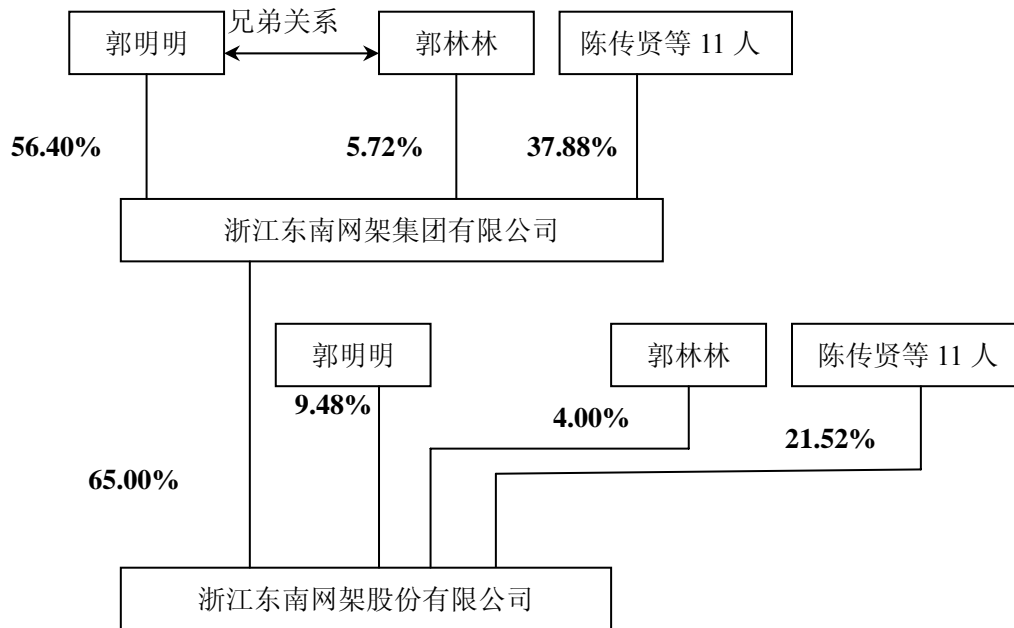 兄弟关系
郭明明
郭林林
陈传贤等 11 人
56.40%
5.72%
37.88%
浙江东南网架集团有限公司
郭明明
郭林林
陈传贤等 11 人
9.48%
4.00%
21.52%
65.00%
浙江东南网架股份有限公司